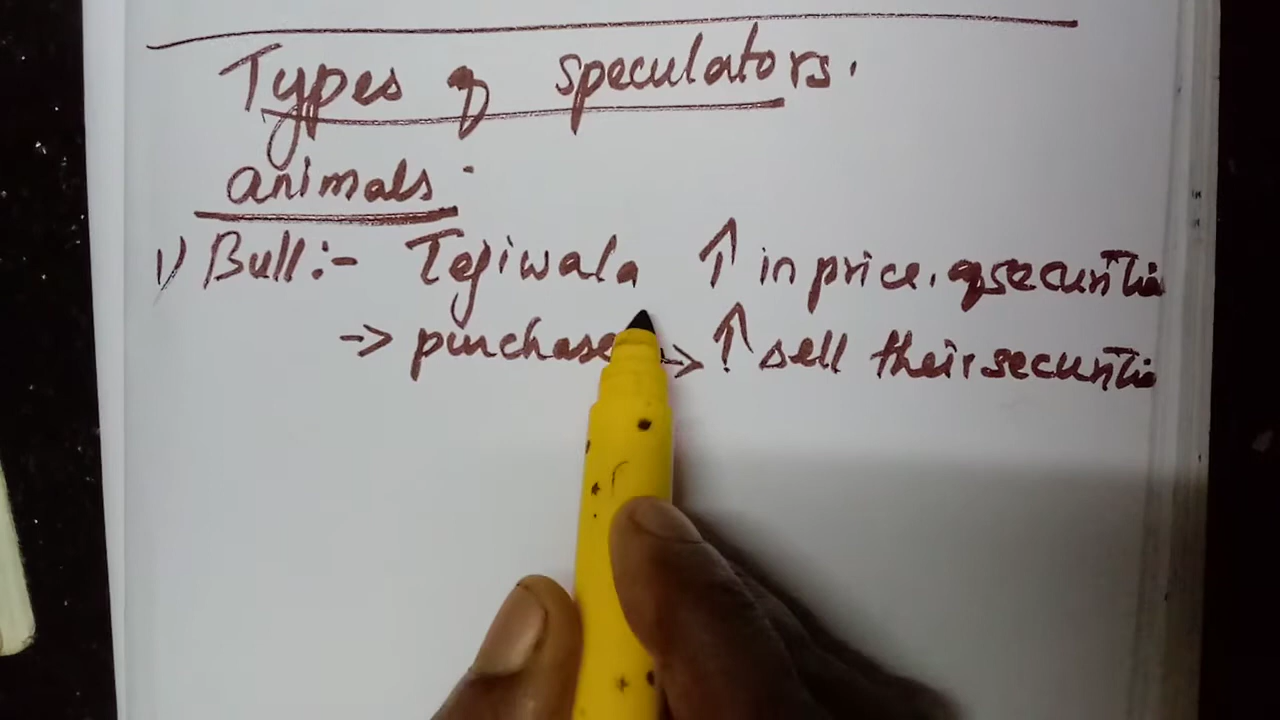 Types of speculators.
animals:
1) Bull:- Tejiwala ↑ in price. of securities
-> purchase -> ↑ sell their securities